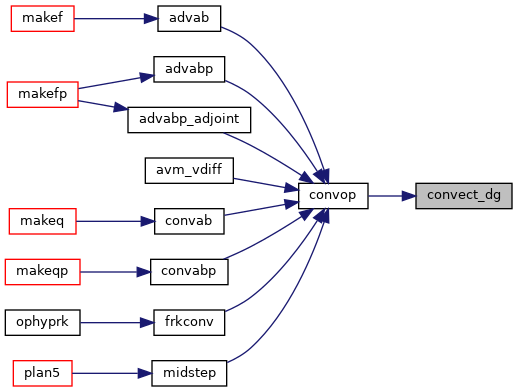 makef
advab
advabp
makefp
advabp_adjoint
avm_vdiff
convop
convect_dg
makeq
convab
makeqp
convabp
ophyprk
frkconv
plan5
midstep